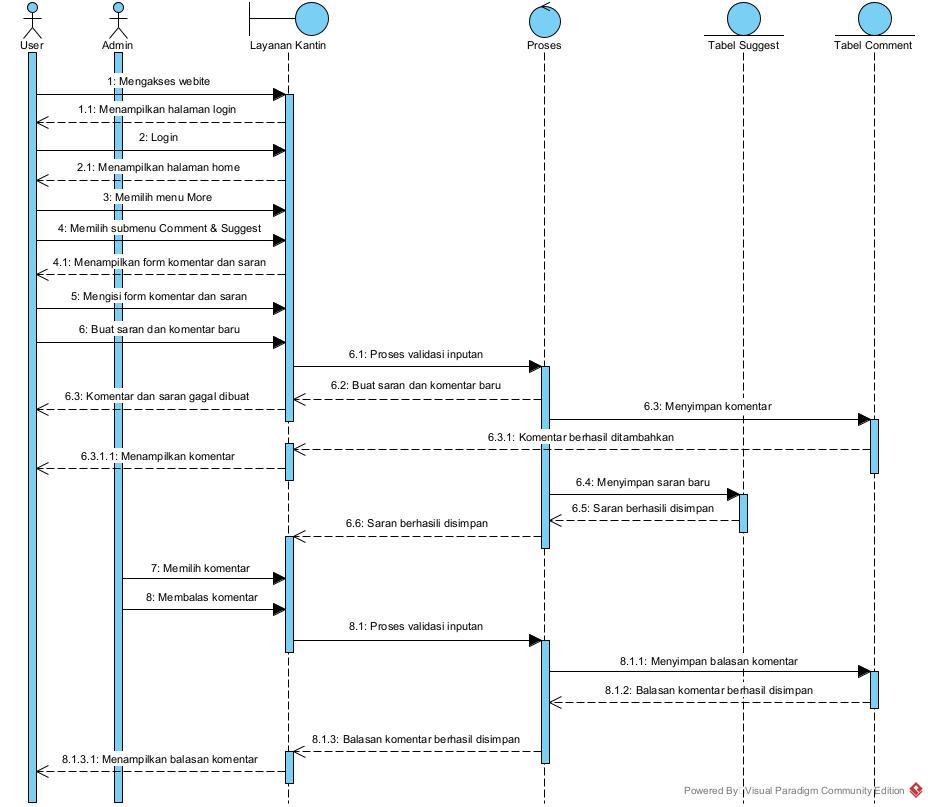 User
Admin
Layanan Kantin
Proses
Tabel Suggest
Tabel Comment
1: Mengakses webite
1.1: Menampilkan halaman login
2: Login
2.1: Menampilkan halaman home
3: Memilih menu More
4: Memilih submenu Comment & Suggest
4.1: Menampilkan form komentar dan saran
5: Mengisi form komentar dan saran
6: Buat saran dan komentar baru
6.1: Proses validasi inputan
6.2: Buat saran dan komentar baru
6.3: Komentar dan saran gagal dibuat
6.3: Menyimpan komentar
6.3.1: Komentar berhasil ditambahkan
6.3.1.1: Menampilkan komentar
6.4: Menyimpan saran baru
6.5: Saran berhasili disimpan
6.6: Saran berhasili disimpan
7: Memilih komentar
8: Membalas komentar
8.1: Proses validasi inputan
8.1.1: Menyimpan balasan komentar
8.1.2: Balasan komentar berhasil disimpan
8.1.3: Balasan komentar berhasil disimpan
8.1.3.1: Menampilkan balasan komentar
Powered By Visual Paradigm Community Edition